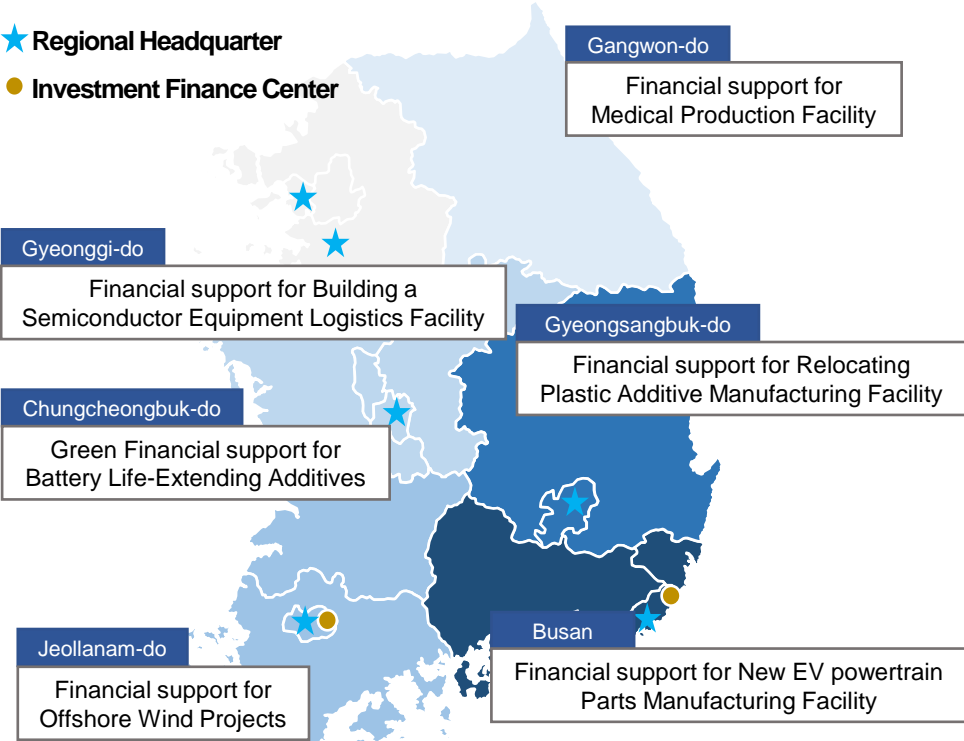 Regional Headquarter
Investment Finance Center
Gangwon-do
Financial support for
Medical Production Facility
Gyeonggi-do
Financial support for Building a
Semiconductor Equipment Logistics Facility
Gyeongsangbuk-do
Financial support for Relocating
Plastic Additive Manufacturing Facility
Chungcheongbuk-do
Green Financial support for
Battery Life-Extending Additives
Busan
Financial support for New EV powertrain
Parts Manufacturing Facility
Jeollanam-do
Financial support for
Offshore Wind Projects